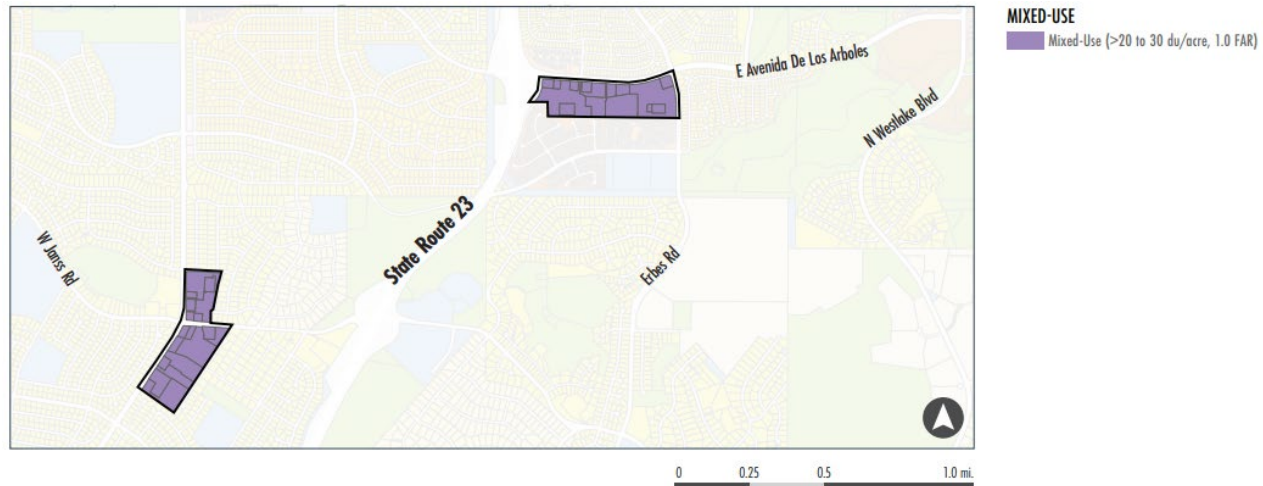 MIXED-USE
Mixed-Use (>20 to 30 du/acre, 1.0 FAR)
E Avenida De Los Arboles
N Westlake Blvd
State Route 23
W Janss Rd
Erbes Rd
0 0.25 0.5 1.0 mi.